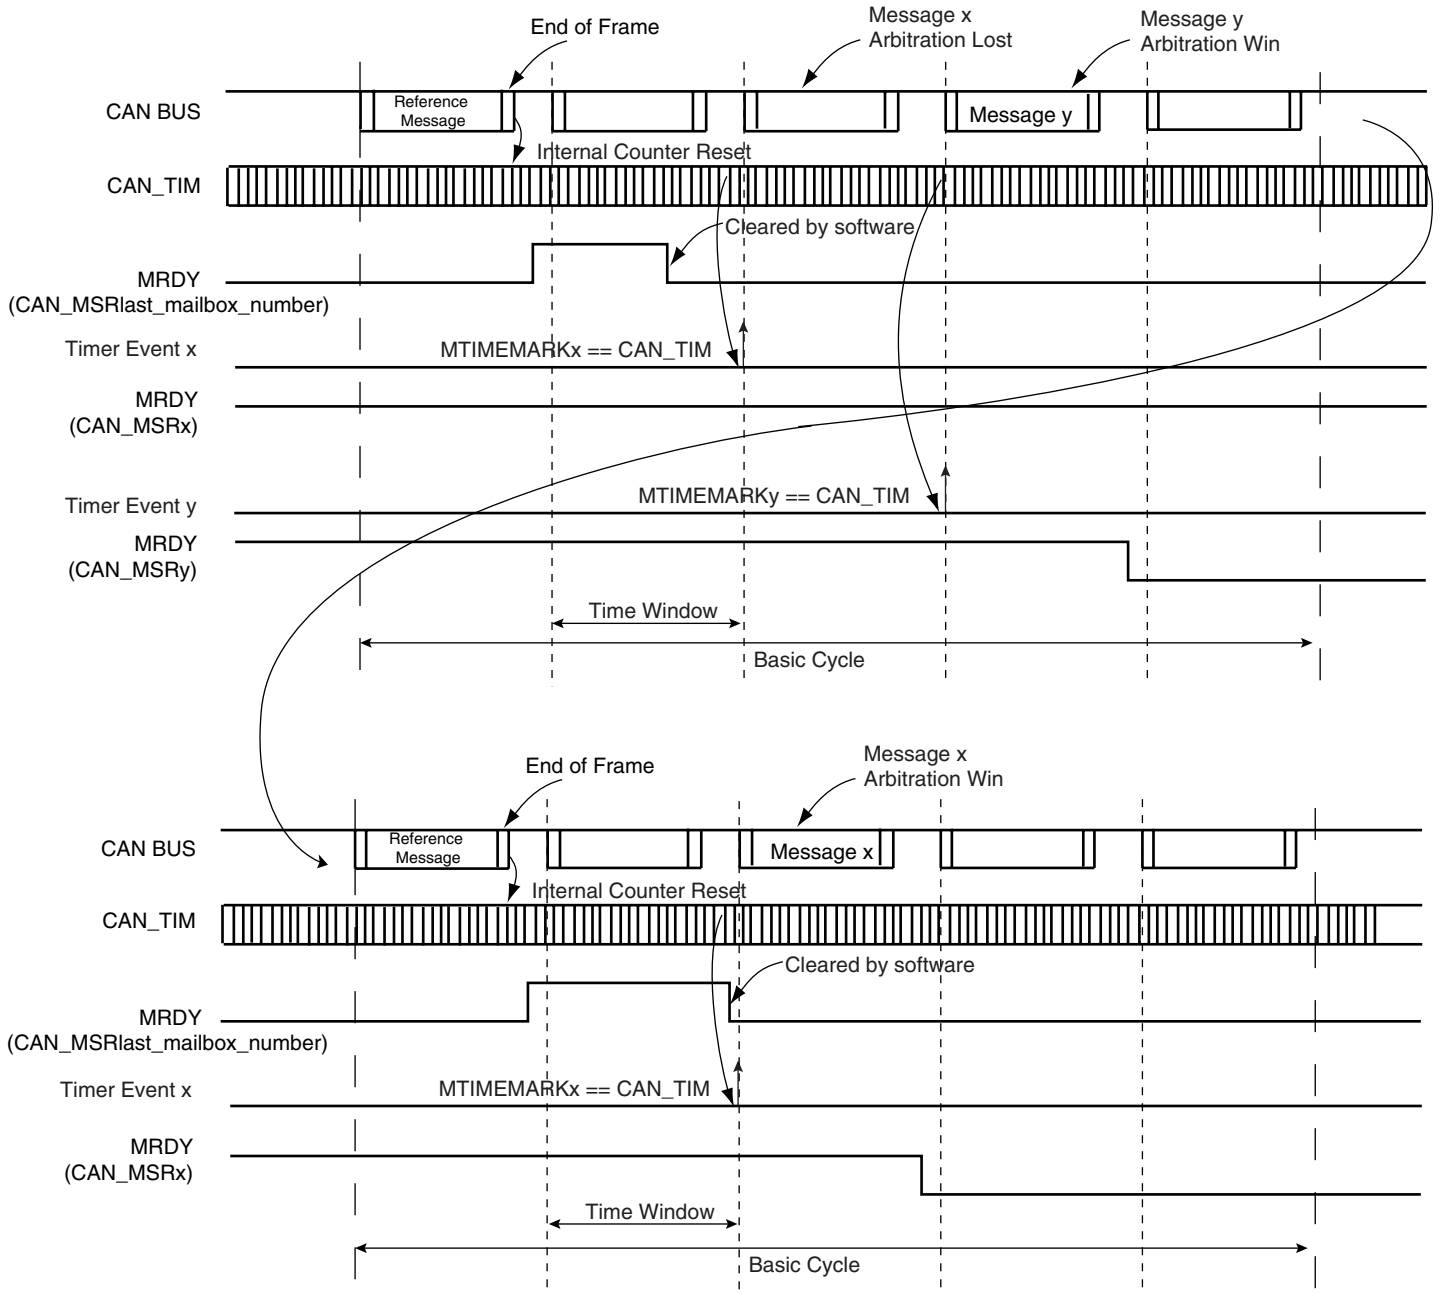 End of Frame
Message x
Arbitration Lost
Message y
Arbitration Win
CAN BUS
Reference
Message
Message y
Internal Counter Reset
CAN_TIM
Cleared by software
MRDY
(CAN_MSRlast_mailbox_number)
Timer Event x
MTIMEMARKx == CAN_TIM
MRDY
(CAN_MSRx)
Timer Event y
MTIMEMARKy == CAN_TIM
MRDY
(CAN_MSRy)
Time Window
Basic Cycle
End of Frame
Message x
Arbitration Win
CAN BUS
Reference
Message
Message x
Internal Counter Reset
CAN_TIM
Cleared by software
MRDY
(CAN_MSRlast_mailbox_number)
Timer Event x
MTIMEMARKx == CAN_TIM
MRDY
(CAN_MSRx)
Time Window
Basic Cycle